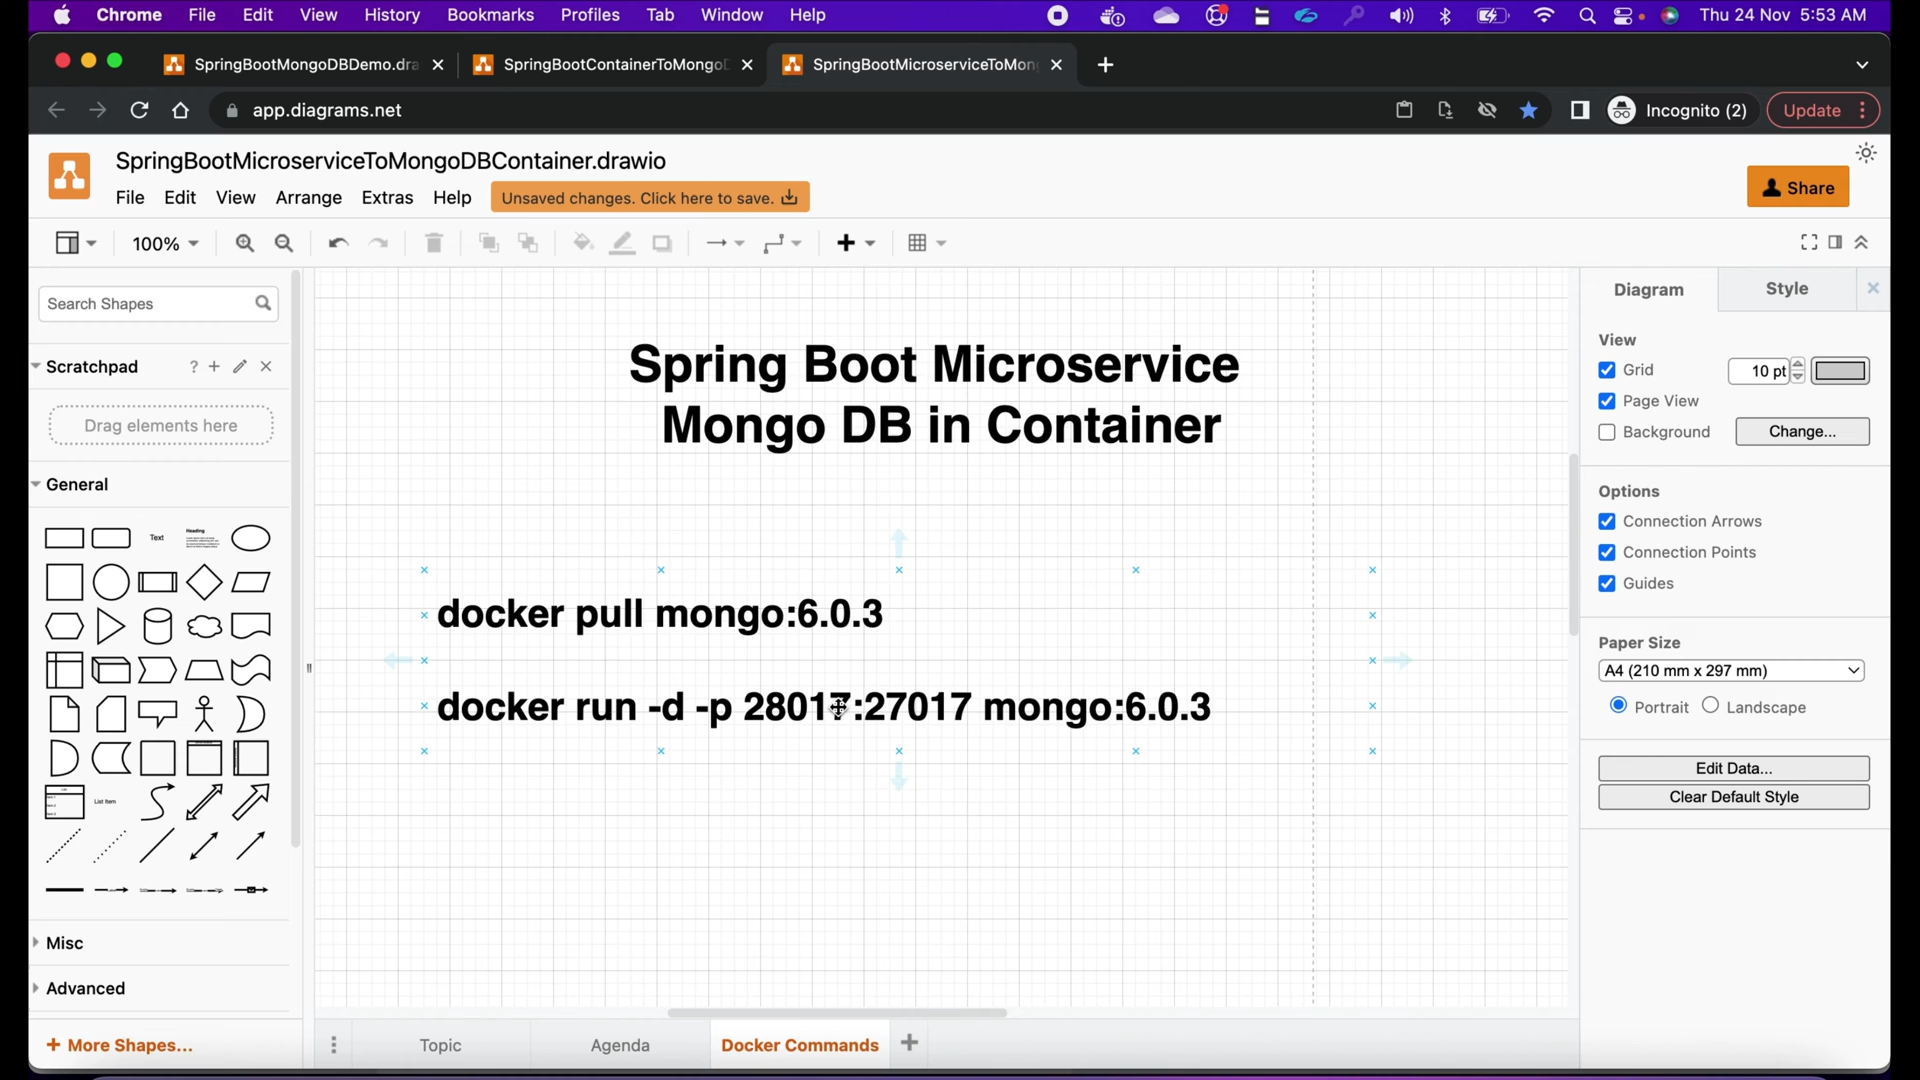 Chrome File Edit View History Bookmarks Profiles Tab Window Help Thu 24 Nov 5:53 AM
SpringBootMongoDBDemo.dra SpringBootContainerToMongoD SpringBootMicroserviceToMon
app.diagrams.net Incognito (2) Update
SpringBootMicroserviceToMongoDBContainer.drawio
File Edit View Arrange Extras Help Unsaved changes. Click here to save. Share
100%
Search Shapes
Scratchpad ?
Drag elements here
General
Text Heading
List Item
Misc
Advanced
+ More Shapes...
Spring Boot Microservice
Mongo DB in Container
docker pull mongo:6.0.3
docker run -d -p 28017:27017 mongo:6.0.3
Topic Agenda Docker Commands
Diagram Style
View
Grid 10 pt
Page View
Background Change...
Options
Connection Arrows
Connection Points
Guides
Paper Size
A4 (210 mm x 297 mm)
Portrait Landscape
Edit Data...
Clear Default Style